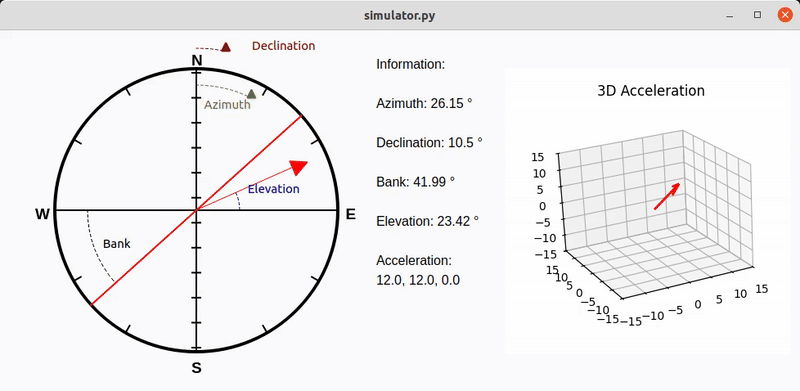 simulator.py
Declination
N
Azimuth
Elevation
W
E
Bank
S
Information:
Azimuth: 26.15 °
Declination: 10.5 °
Bank: 41.99 °
Elevation: 23.42 °
Acceleration:
12.0, 12.0, 0.0
3D Acceleration
15
10
5
0
−5
−10
−15
15
10
5
0
−5
−10
−15
−15
−10
−5
0
5
10
15